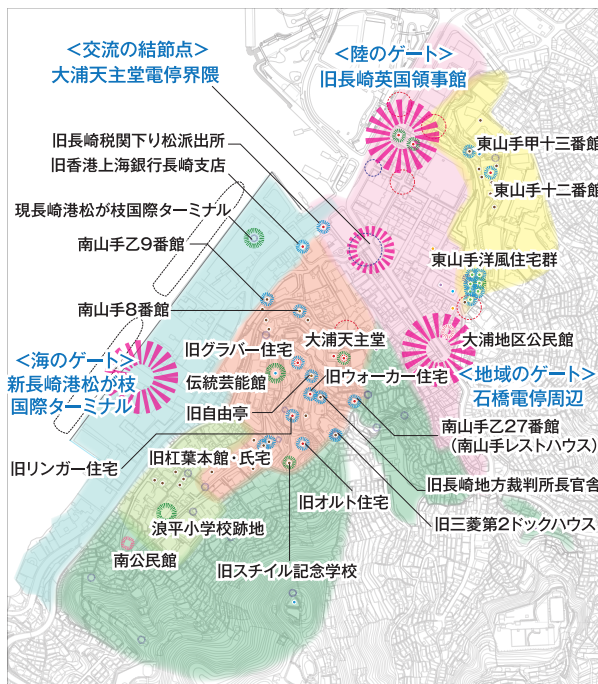 <交流の結節点>
大浦天主堂電停界隈
<陸のゲート>
旧長崎英国領事館
旧長崎税関下り松派出所
旧香港上海銀行長崎支店
現長崎港松が枝国際ターミナル
南山手乙9番館
南山手8番館
東山手甲十三番館
東山手十二番館
東山手洋風住宅群
大浦地区公民館
<海のゲート>
新長崎港松が枝
国際ターミナル
旧グラバー住宅
大浦天主堂
伝統芸能館
旧ウォーカー住宅
<地域のゲート>
石橋電停周辺
旧自由亭
南山手乙27番館
(南山手レストハウス)
旧リンガー住宅
旧杠葉本館・氏宅
旧長崎地方裁判所長官舎
旧オルト住宅
浪平小学校跡地
旧三菱第2ドックハウス
南公民館
旧スチイル記念学校